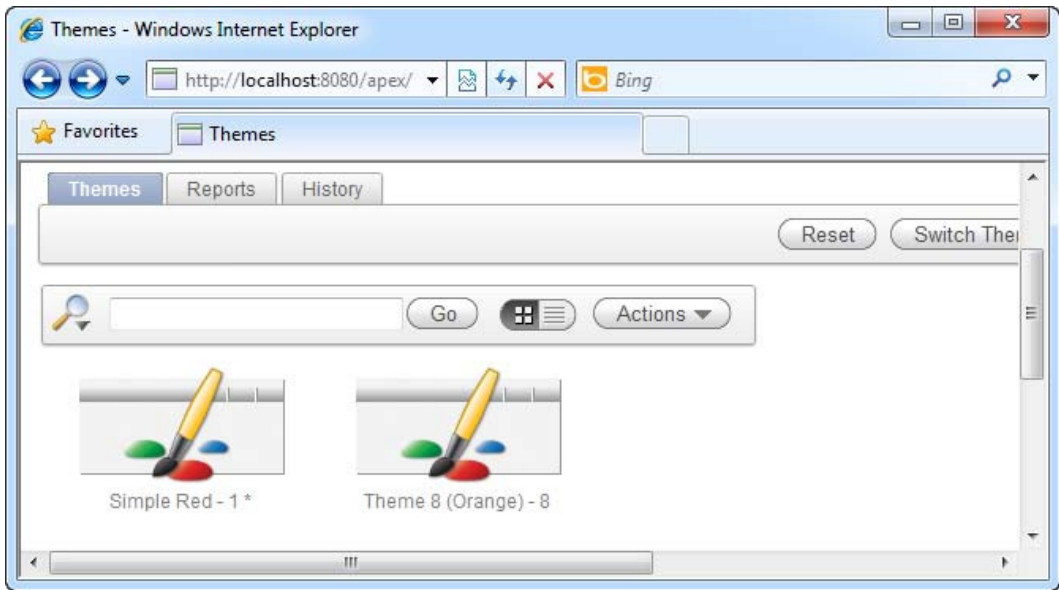 Themes - Windows Internet Explorer
http://localhost:8080/apex/
Bing
Favorites
Themes
Themes Reports History
Reset Switch
Go Actions
Simple Red - 1 * Theme 8 (Orange) - 8